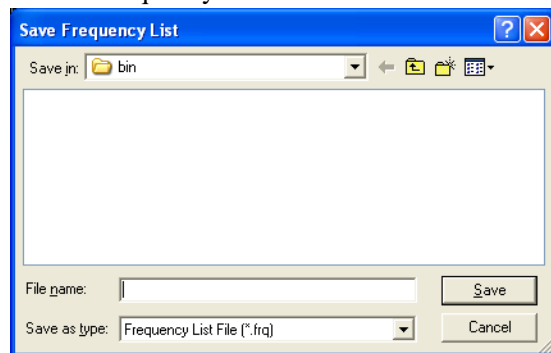 Save Frequency List
Save in: bin
File name:
Save
Save as type: Frequency List File (*.frq)
Cancel